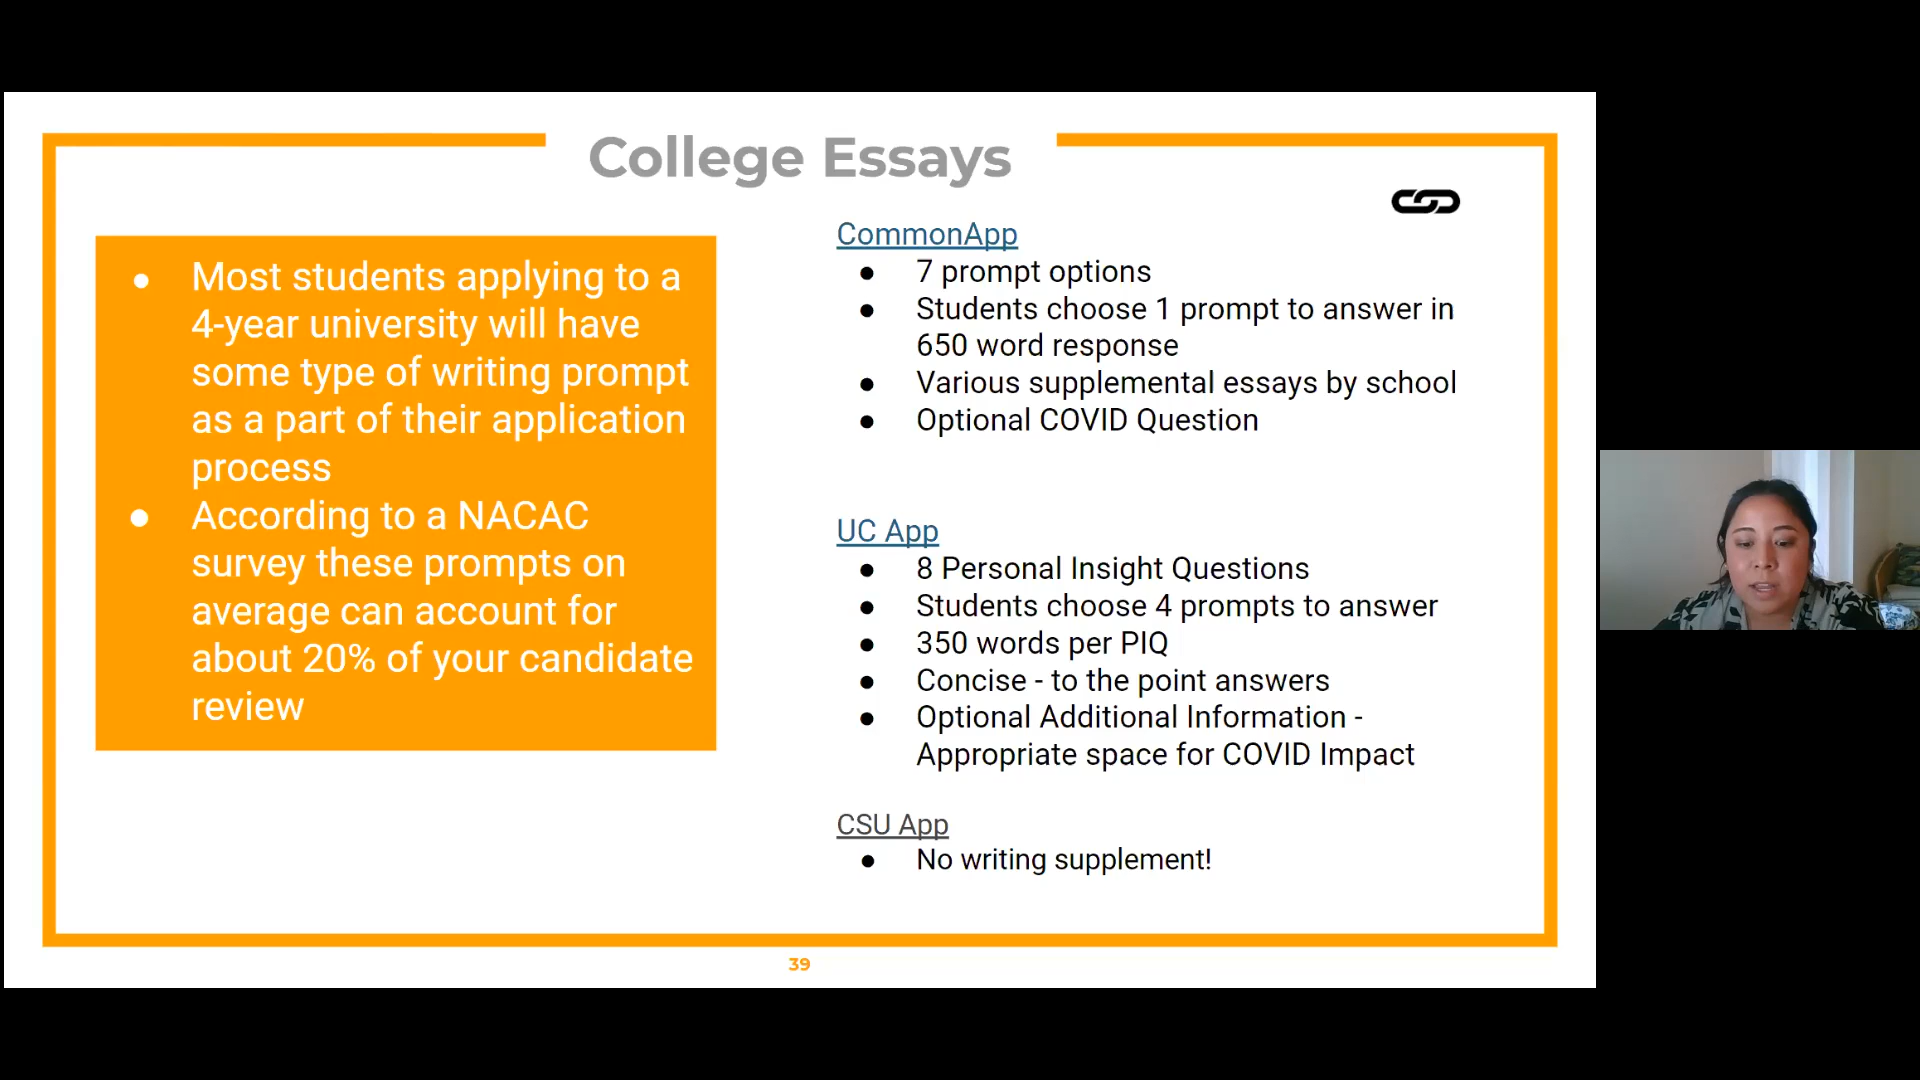 College Essays
● Most students applying to a
4-year university will have
some type of writing prompt
as a part of their application
process
● According to a NACAC
survey these prompts on
average can account for
about 20% of your candidate
review
CommonApp
● 7 prompt options
● Students choose 1 prompt to answer in
650 word response
● Various supplemental essays by school
● Optional COVID Question
UC App
● 8 Personal Insight Questions
● Students choose 4 prompts to answer
● 350 words per PIQ
● Concise - to the point answers
● Optional Additional Information -
Appropriate space for COVID Impact
CSU App
● No writing supplement!
39